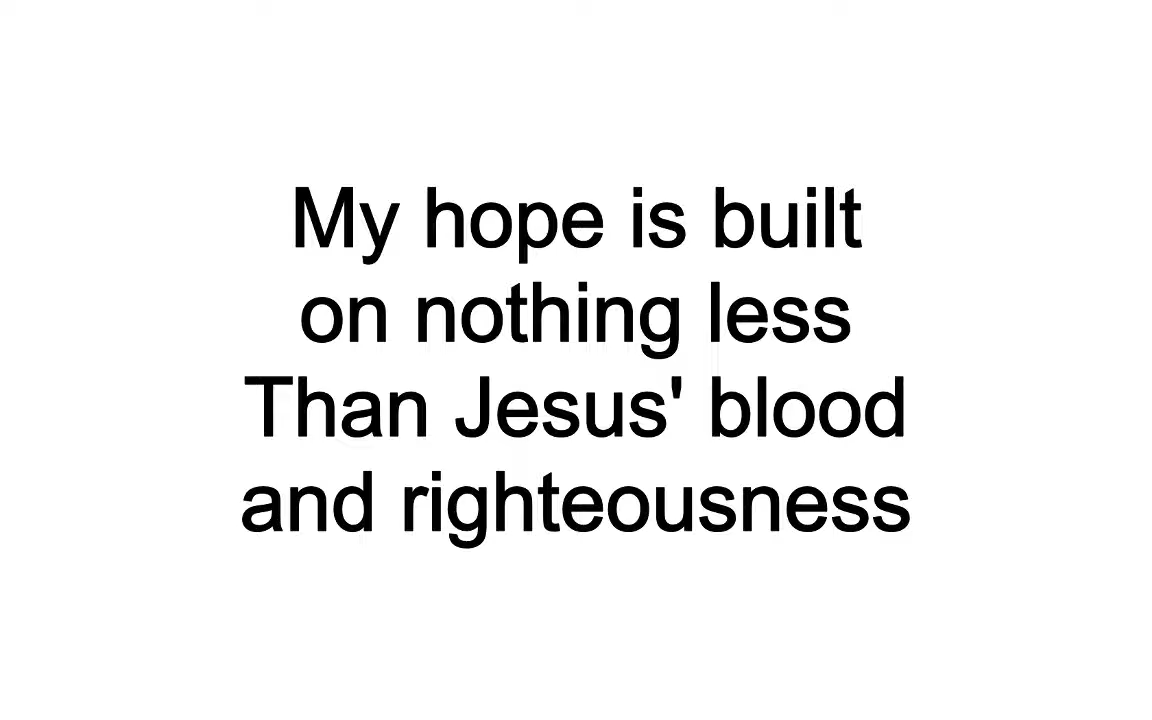 My hope is built
on nothing less
Than Jesus' blood
and righteousness